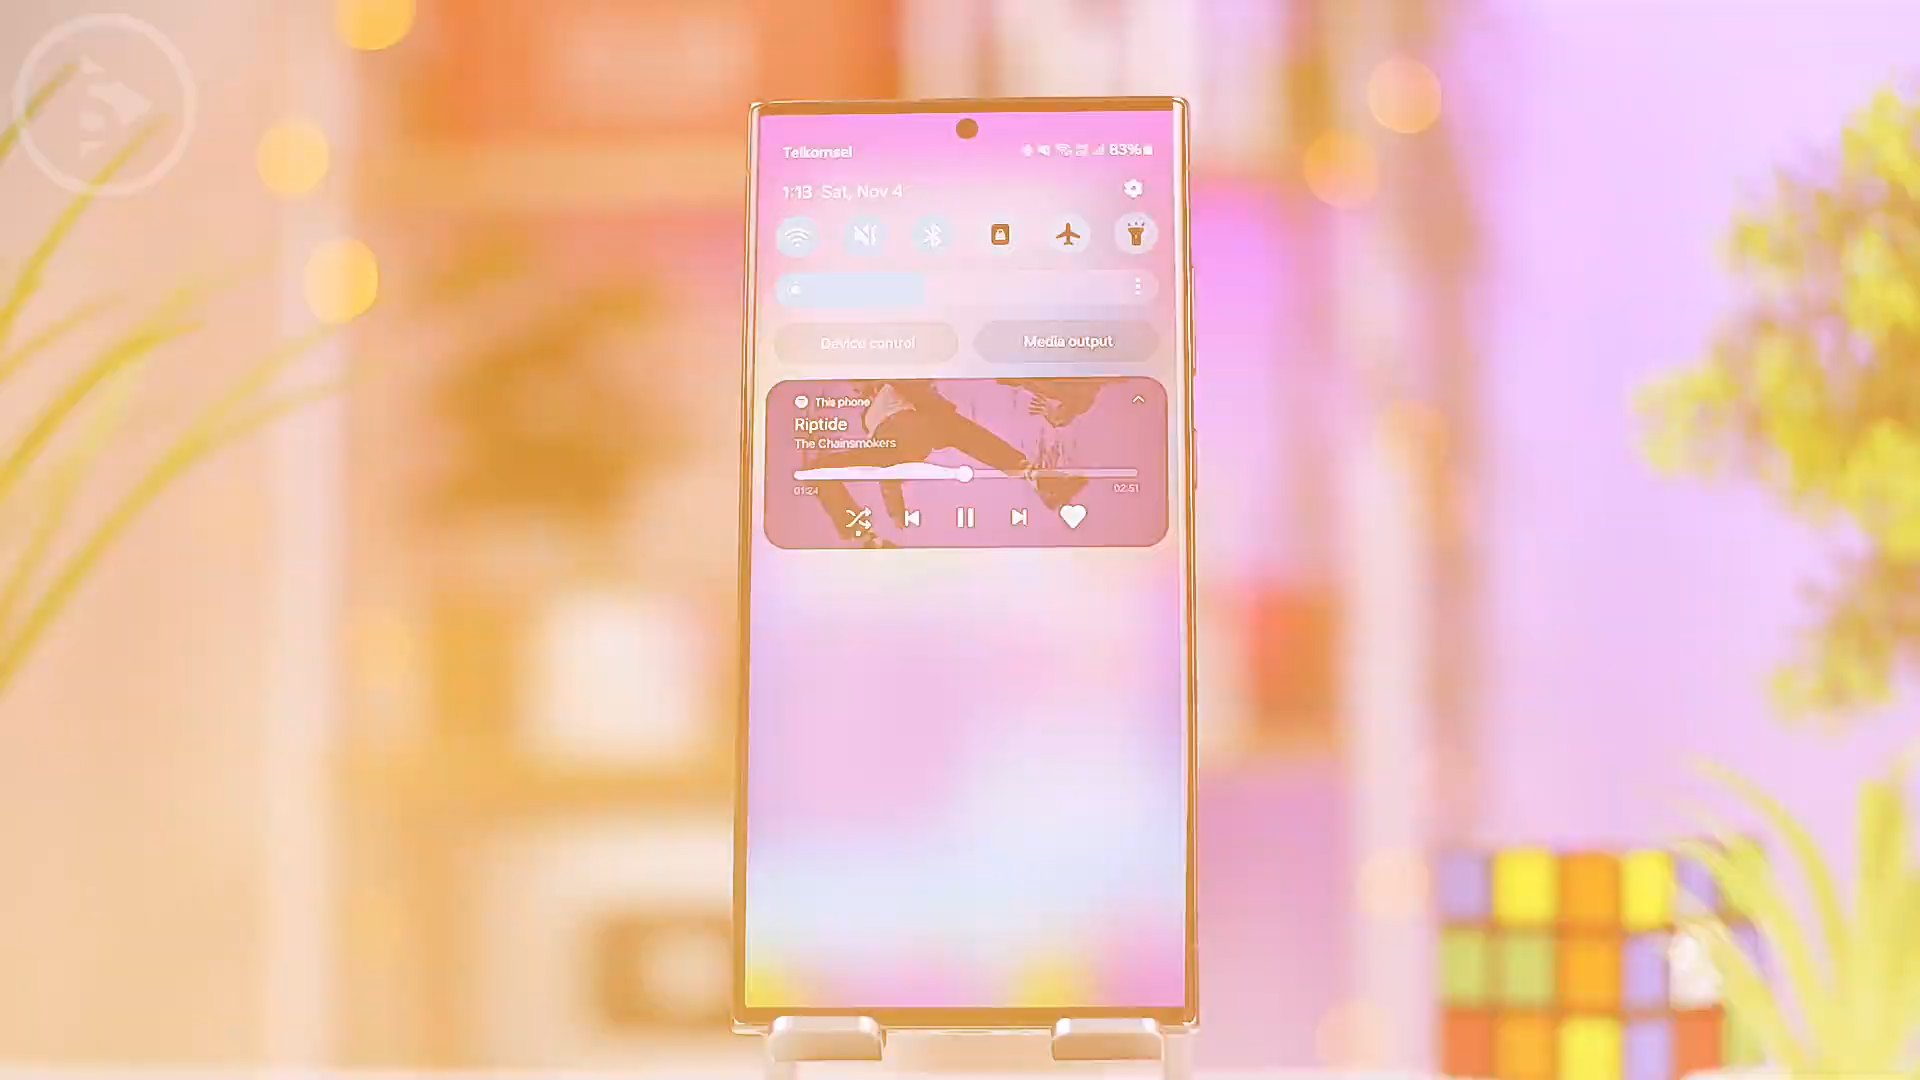 Telkomsel
83%
1:13 Sat, Nov 4
Device control
Media output
This phone
Riptide
The Chainsmokers
01:24
02:51